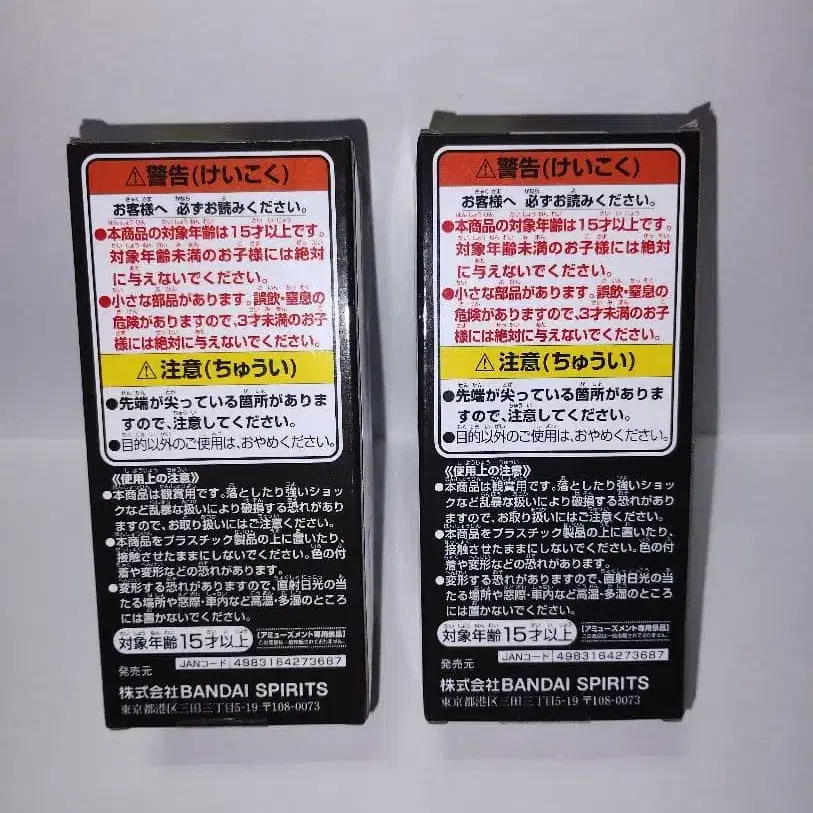 ⚠警告(けいこく)
お客様へ 必ずお読みください。
●本商品の対象年齢は15才以上です。
対象年齢未満のお子様には絶対
に与えないでください。
●小さな部品があります。誤飲・窒息の
危険がありますので、3才未満のお子
様には絶対に与えないでください。
⚠注意(ちゅうい)
●先端が尖っている箇所がありま
すので、注意してください。
●目的以外のご使用は、おやめください。
《使用上の注意》
●本商品は観賞用です。落としたり強いショッ
クなど乱暴な扱いにより破損する恐れがあり
ますので、お取り扱いにはご注意ください。
●本商品をプラスチック製品の上に置いたり、
接触させたままにしないでください。色の付
着や変形などの恐れがあります。
●変形する恐れがありますので、直射日光の当
たる場所や窓際・車内など高温・多湿のところ
には置かないでください。
対象年齢15才以上
【アミューズメント専用景品】
この景品は一般市販されておりません。
JANコード 4983164273687
発売元
株式会社BANDAI SPIRITS
東京都港区三田三丁目5-19 〒108-0073
⚠警告(けいこく)
お客様へ 必ずお読みください。
●本商品の対象年齢は15才以上です。
対象年齢未満のお子様には絶対
に与えないでください。
●小さな部品があります。誤飲・窒息の
危険がありますので、3才未満のお子
様には絶対に与えないでください。
⚠注意(ちゅうい)
●先端が尖っている箇所がありま
すので、注意してください。
●目的以外のご使用は、おやめください。
《使用上の注意》
●本商品は観賞用です。落としたり強いショッ
クなど乱暴な扱いにより破損する恐れがあり
ますので、お取り扱いにはご注意ください。
●本商品をプラスチック製品の上に置いたり、
接触させたままにしないでください。色の付
着や変形などの恐れがあります。
●変形する恐れがありますので、直射日光の当
たる場所や窓際・車内など高温・多湿のところ
には置かないでください。
対象年齢15才以上
【アミューズメント専用景品】
この景品は一般市販されておりません。
JANコード 4983164273687
発売元
株式会社BANDAI SPIRITS
東京都港区三田三丁目5-19 〒108-0073